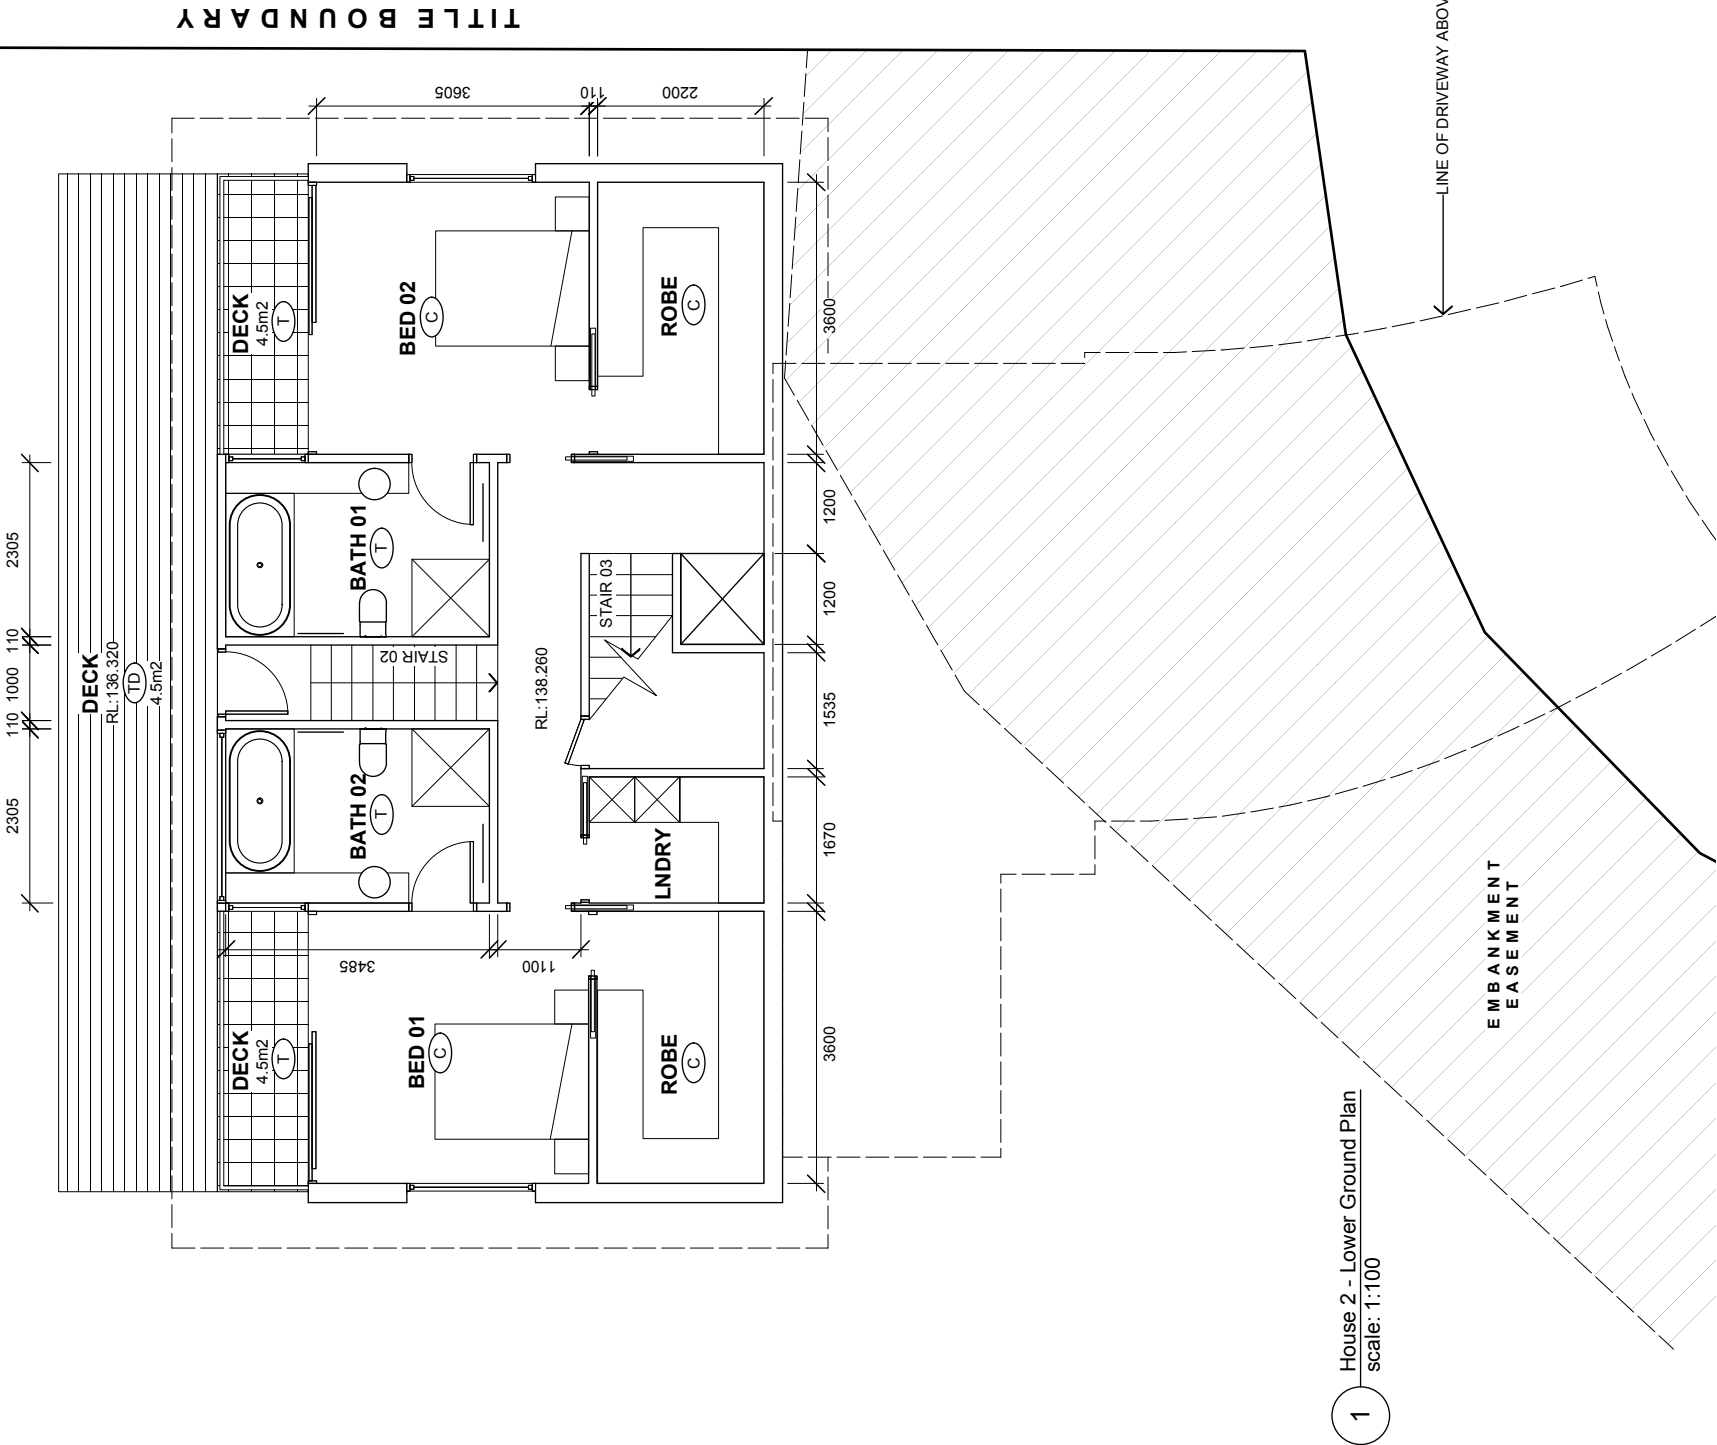 TITLE BOUNDARY
LINE OF DRIVEWAY ABOV
3605
110
2200
DECK
4.5m2
T
BED 02
C
ROBE
C
3600
2305
110
1000
110
2305
DECK
RL:136.320
TD
4.5m2
BATH 01
T
STAIR 02
STAIR 03
RL:138.260
BATH 02
T
LNDRY
1200
1200
1535
1670
3600
3485
1100
DECK
4.5m2
T
BED 01
C
ROBE
C
EMBANKMENT
EASEMENT
1
House 2 - Lower Ground Plan
scale: 1:100